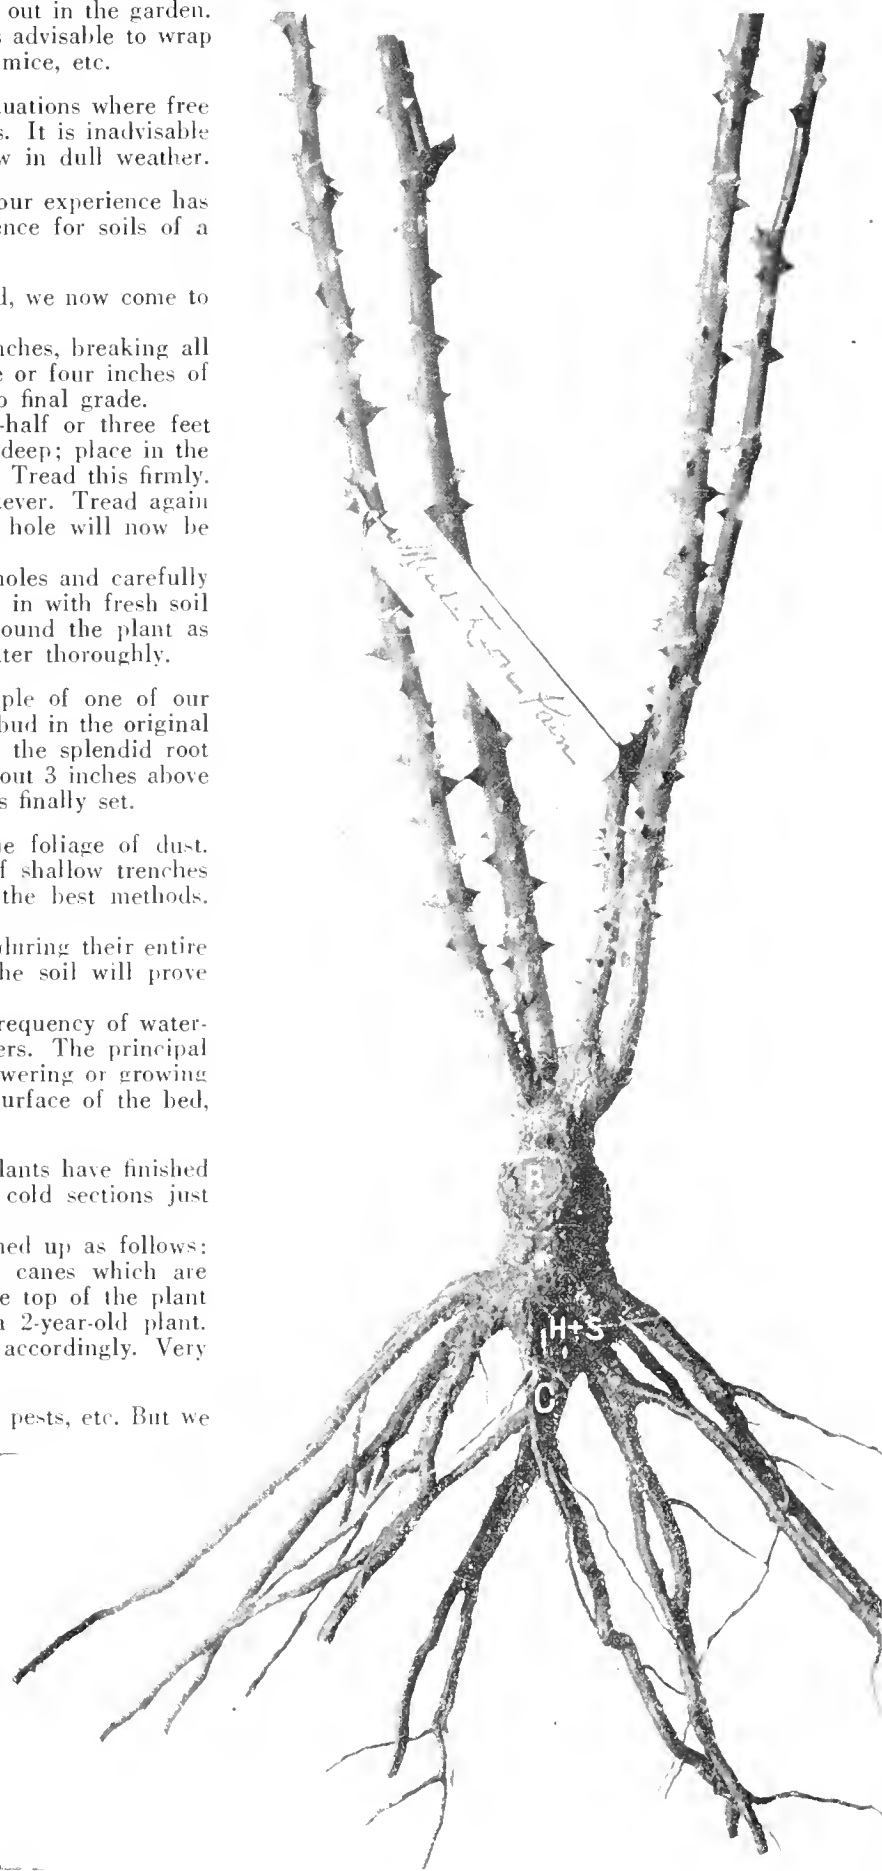 out in the garden.
advisable to wrap
mice, etc.
uations where free
s. It is inadvisable
w in dull weather.
our experience has
ence for soils of a
d, we now come to
nches, breaking all
e or four inches of
o final grade.
-half or three feet
deep; place in the
Tread this firmly.
ever. Tread again
hole will now be
holes and carefully
in with fresh soil
ound the plant as
ter thoroughly.
ple of one of our
bud in the original
the splendid root
out 3 inches above
s finally set.
he foliage of dust.
f shallow trenches
the best methods.
during their entire
he soil will prove
requency of water-
ers. The principal
wering or growing
urface of the bed,
lants have finished
cold sections just
ned up as follows:
canes which are
e top of the plant
a 2-year-old plant.
accordingly. Very
pests, etc. But we
B
H+S
C